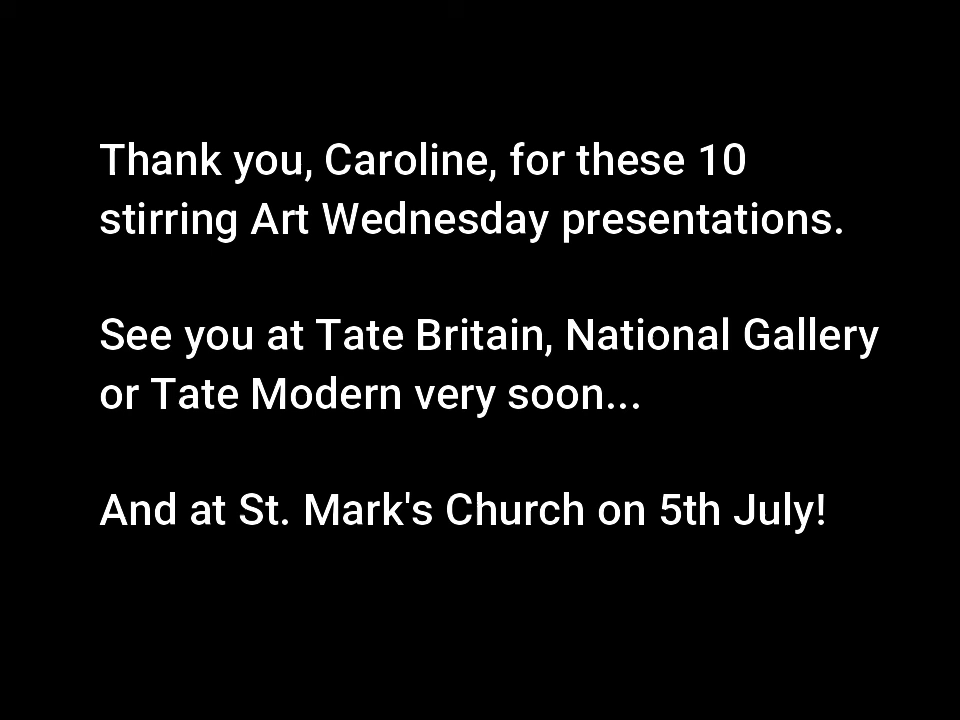 Thank you, Caroline, for these 10
stirring Art Wednesday presentations.
See you at Tate Britain, National Gallery
or Tate Modern very soon...
And at St. Mark's Church on 5th July!